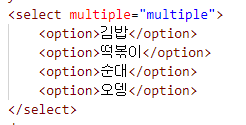 <select multiple="multiple">
<option>김밥</option>
<option>떡볶이</option>
<option>순대</option>
<option>오뎅</option>
</select>